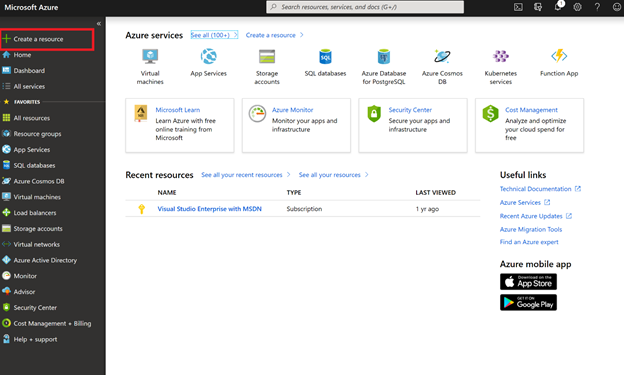 Microsoft Azure
Search resources, services, and docs (G+/)
1
«
Create a resource
Home
Dashboard
All services
FAVORITES
All resources
Resource groups
App Services
SQL databases
Azure Cosmos DB
Virtual machines
Load balancers
Storage accounts
Virtual networks
Azure Active Directory
Monitor
Advisor
Security Center
Cost Management + Billing
Help + support
Azure services See all (100+) Create a resource
Virtual machines
App Services
Storage accounts
SQL databases
Azure Database for PostgreSQL
Azure Cosmos DB
Kubernetes services
Function App
Microsoft Learn
Learn Azure with free
online training from
Microsoft
Azure Monitor
Monitor your apps and
infrastructure
Security Center
Secure your apps and
infrastructure
Cost Management
Analyze and optimize
your cloud spend for
free
Recent resources See all your recent resources See all your resources
NAME TYPE LAST VIEWED
Visual Studio Enterprise with MSDN Subscription 1 yr ago
Useful links
Technical Documentation
Azure Services
Recent Azure Updates
Azure Migration Tools
Find an Azure expert
Azure mobile app
Download on the
App Store
GET IT ON
Google Play